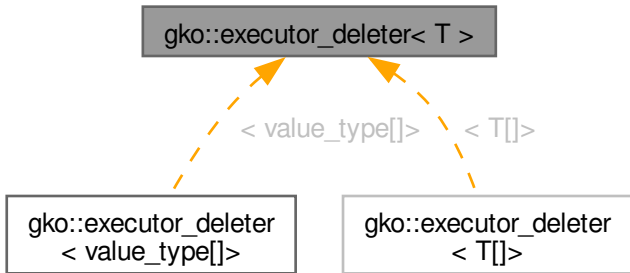 gko::executor_deleter< T >
< value_type[]>
< T[]>
gko::executor_deleter
< value_type[]>
gko::executor_deleter
< T[]>